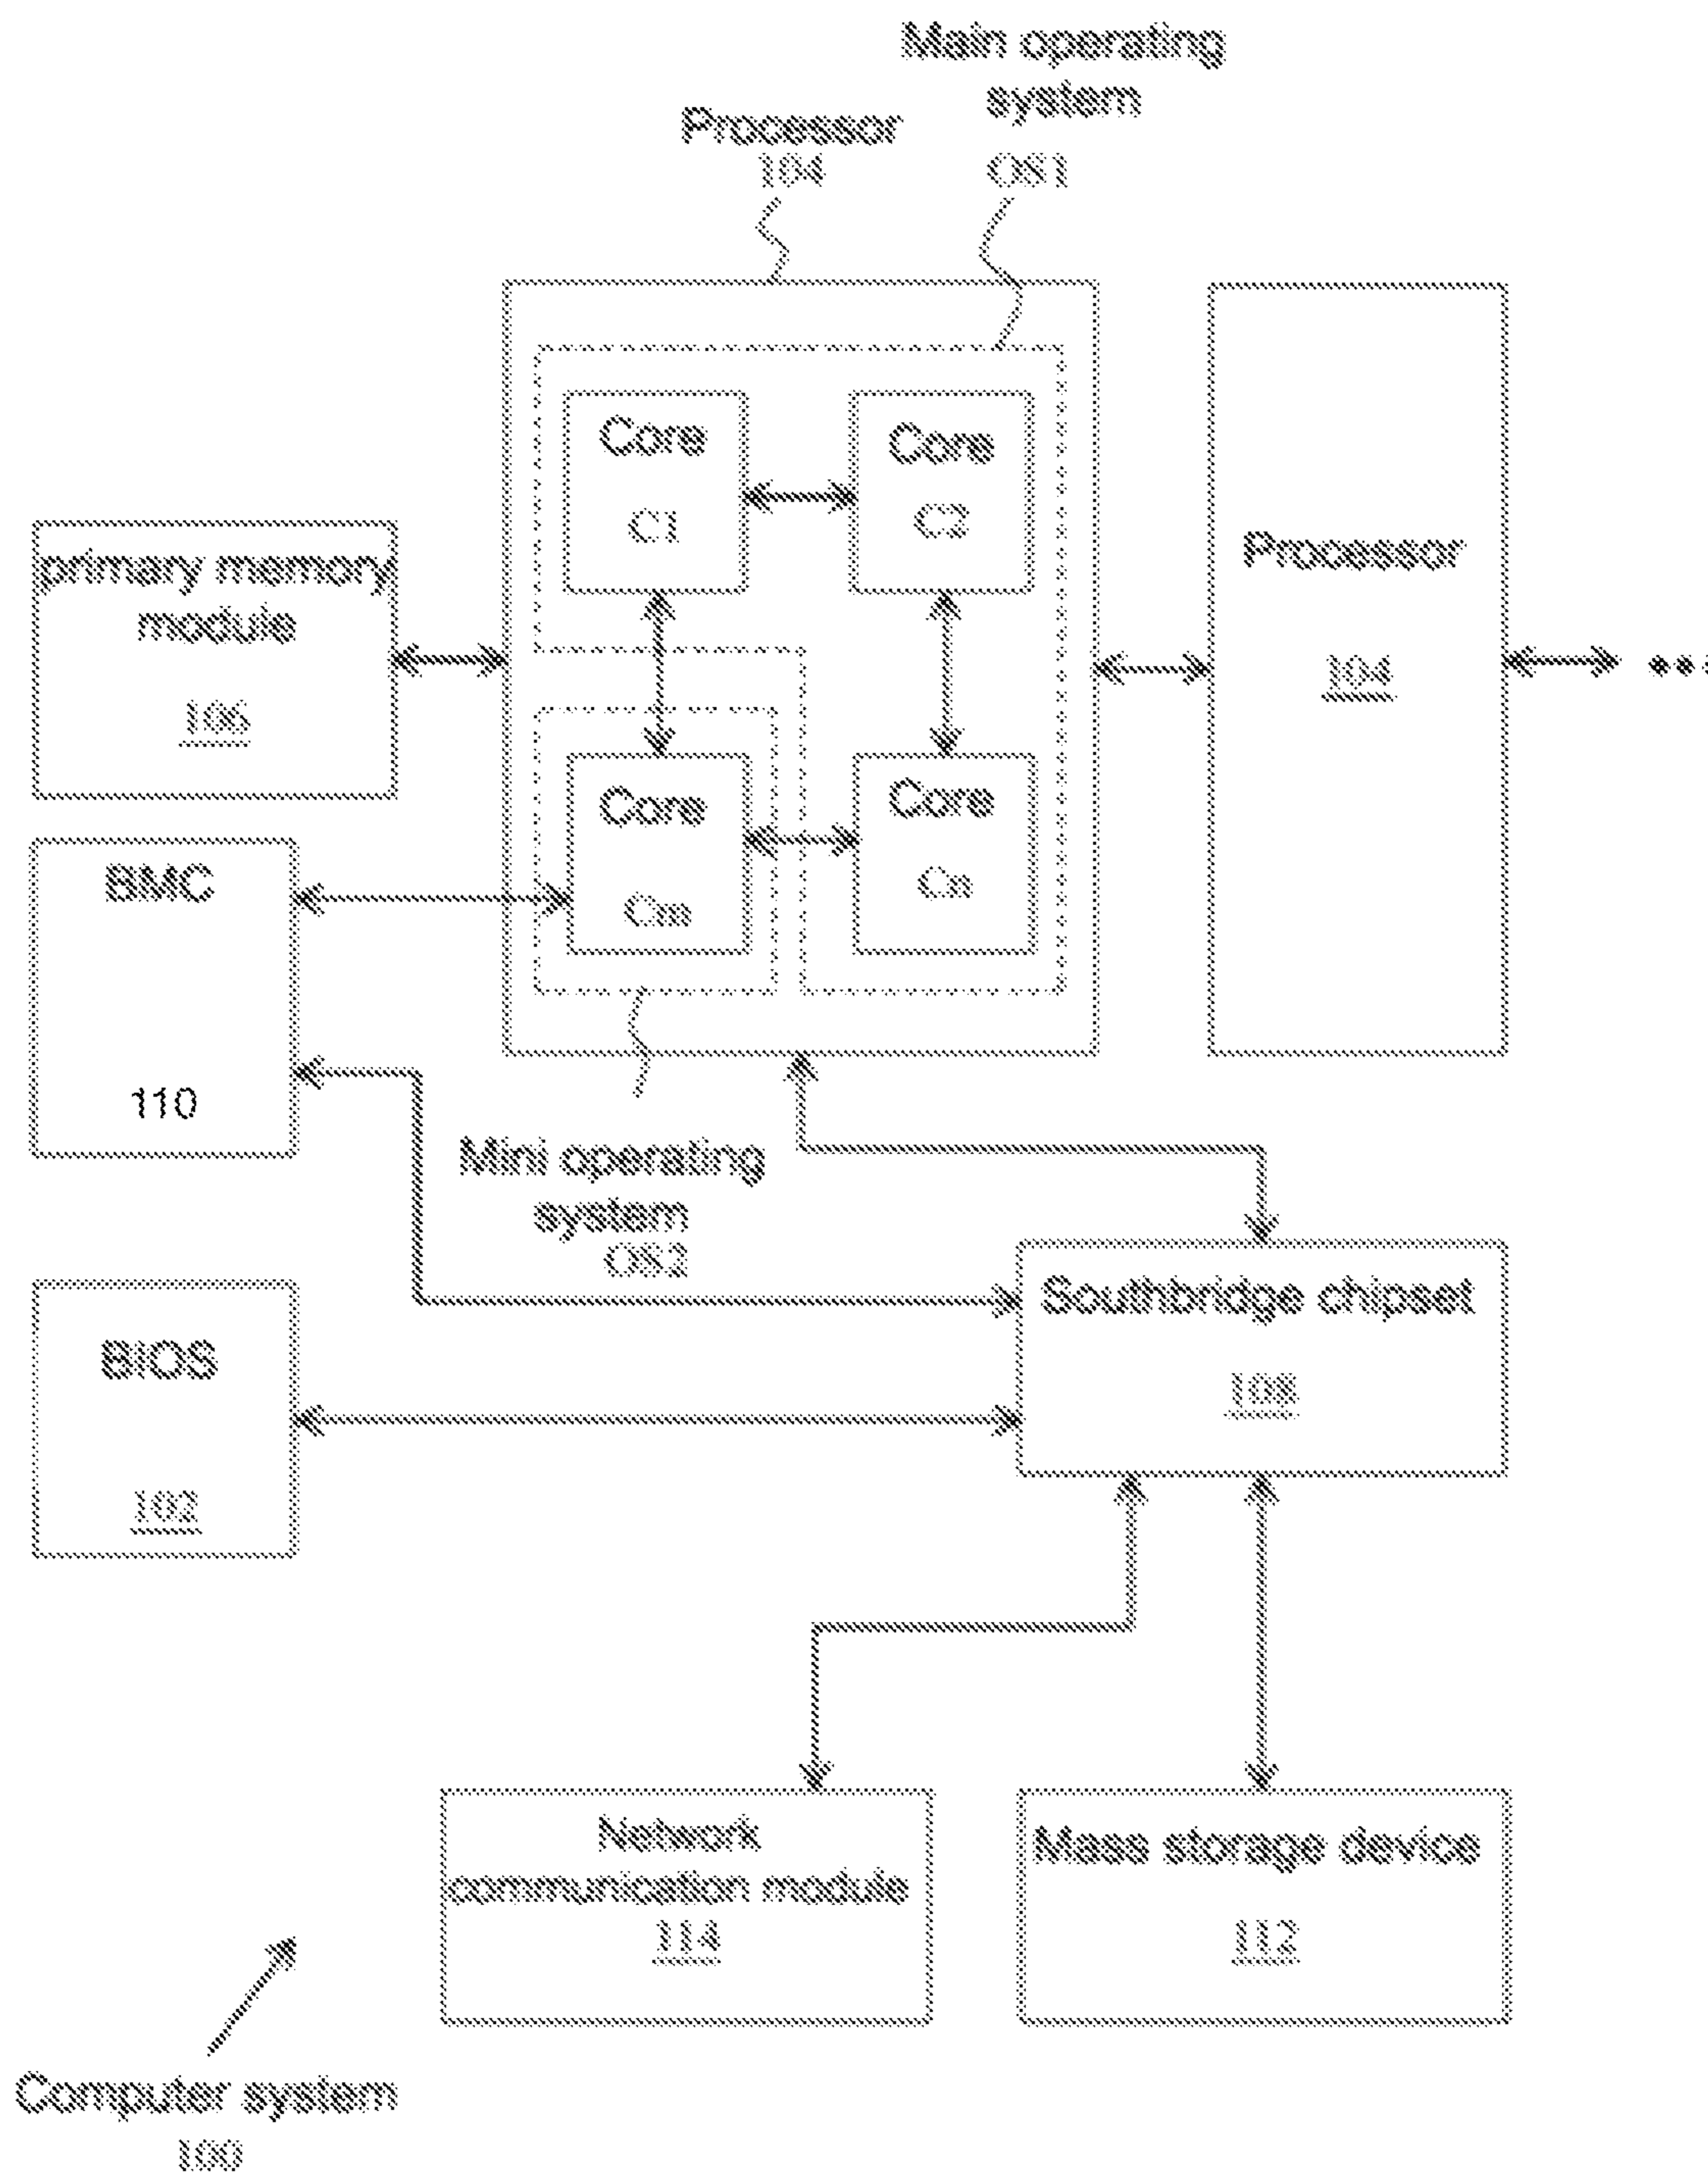 Main operating
system
OS1
Processor
104
Core
C1
Core
C2
primary memory
module
106
Processor
104
•••
Core
Cm
Core
Cn
BMC
110
Mini operating
system
OS2
Southbridge chipset
108
BIOS
102
Network
communication module
114
Mass storage device
112
Computer system
100